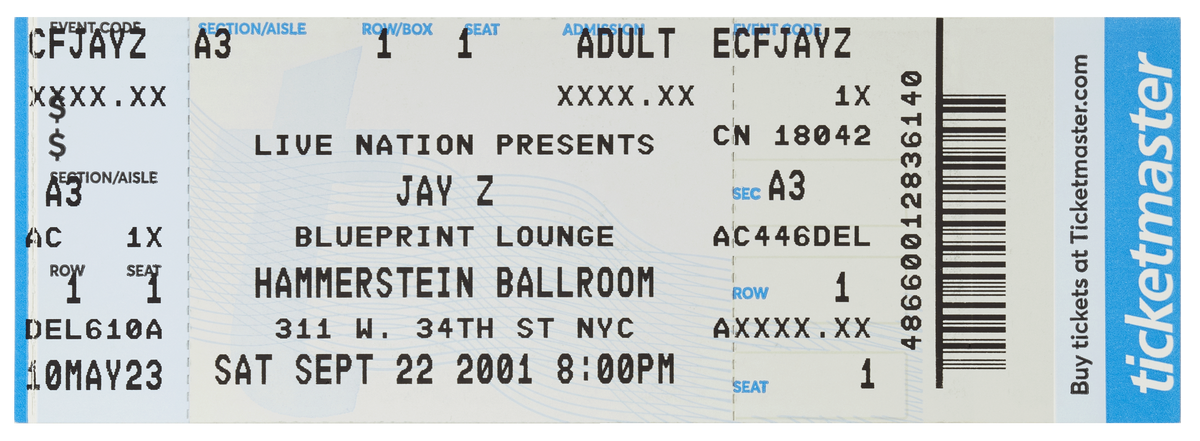 EVENT CODE SECTION/AISLE ROW/BOX SEAT ADMISSION EVENT CODE
CFJAYZ A3 1 1 ADULT ECFJAYZ
XXXX.XX XXXX.XX 1X
$
$
LIVE NATION PRESENTS CN 18042
SECTION/AISLE
A3 JAY Z SEC A3
AC 1X BLUEPRINT LOUNGE AC446DEL
ROW SEAT
1 1 HAMMERSTEIN BALLROOM ROW 1
DEL610A 311 W. 34TH ST NYC AXXXX.XX
10MAY23 SAT SEPT 22 2001 8:00PM SEAT 1
48660012836140
Buy tickets at Ticketmaster.com
ticketmaster